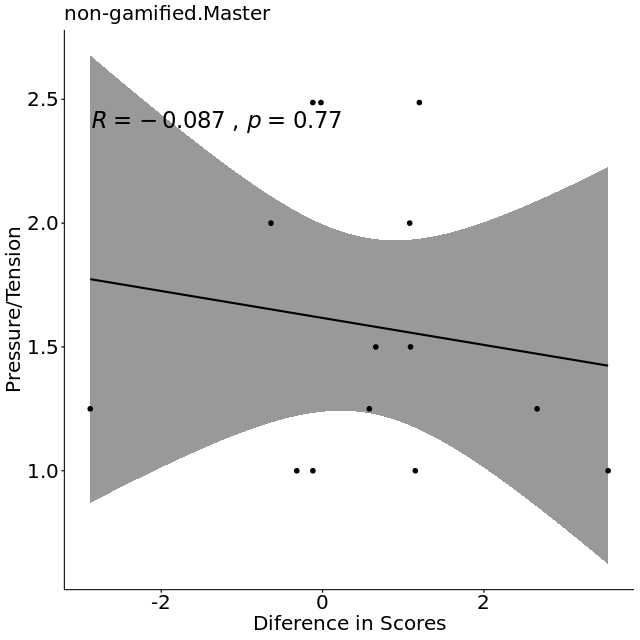 non-gamified.Master
2.5
R = −0.087 , p = 0.77
2.0
1.5
1.0
Pressure/Tension
-2 0 2
Diference in Scores